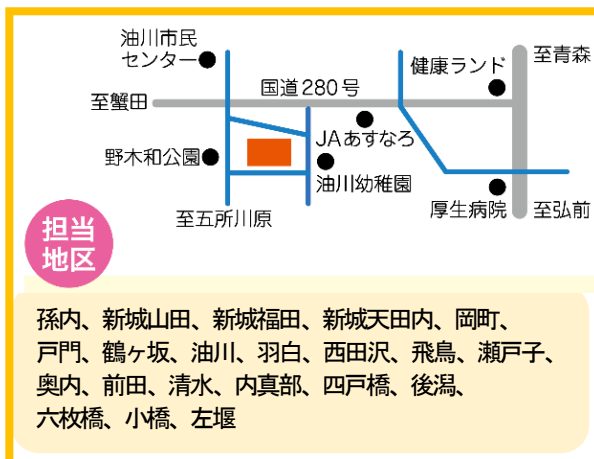 油川市民
センター
至青森
健康ランド
国道280号
至蟹田
JAあすなろ
野木和公園
油川幼稚園
至五所川原
厚生病院
至弘前
担当
地区
孫内、新城山田、新城福田、新城天田内、岡町、
戸門、鶴ヶ坂、油川、羽白、西田沢、飛鳥、瀬戸子、
奥内、前田、清水、内真部、四戸橋、後潟、
六枚橋、小橋、左堰